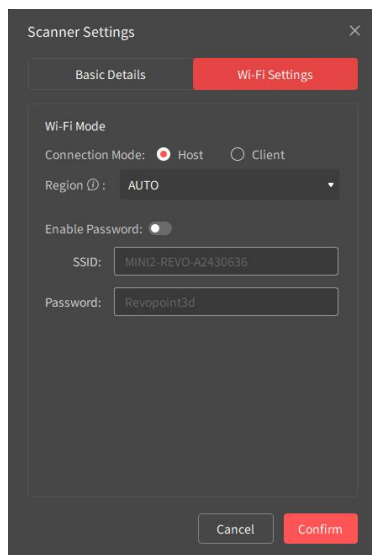 Scanner Settings
Basic Details
Wi-Fi Settings
Wi-Fi Mode
Connection Mode: Host Client
Region ⓘ : AUTO
Enable Password:
SSID: MINI2-REVO-A2430636
Password: Revopoint3d
Cancel Confirm